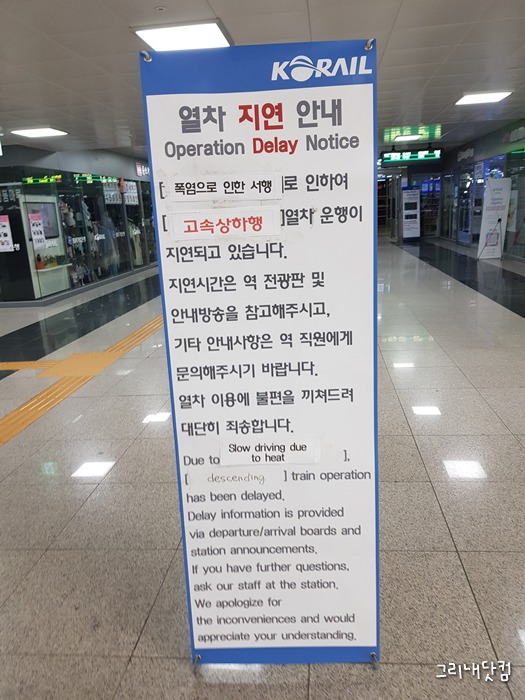 KORAIL
열차 지연 안내
Operation Delay Notice
[ 폭염으로 인한 서행 ]로 인하여
[ 고속상하행 ]열차 운행이
지연되고 있습니다.
지연시간은 역 전광판 및
안내방송을 참고해주시고,
기타 안내사항은 역 직원에게
문의해주시기 바랍니다.
열차 이용에 불편을 끼쳐드려
대단히 죄송합니다.
Due to Slow driving due to heat ],
[ descending ] train operation
has been delayed.
Delay information is provided
via departure/arrival boards and
station announcements.
If you have further questions,
ask our staff at the station.
We apologize for
the inconveniences and would
appreciate your understanding.
그리내닷컴